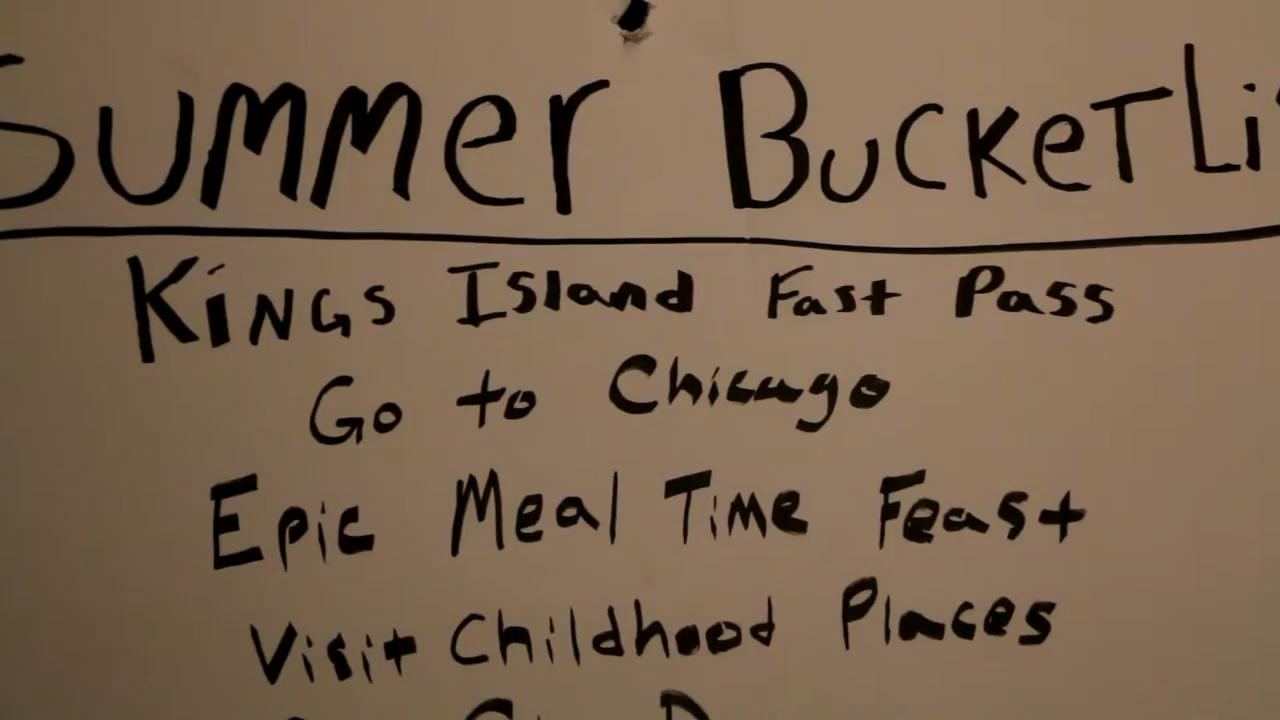 Summer BucketLi
Kings Island Fast Pass
Go to Chicago
Epic Meal Time Feast
Visit Childhood Places